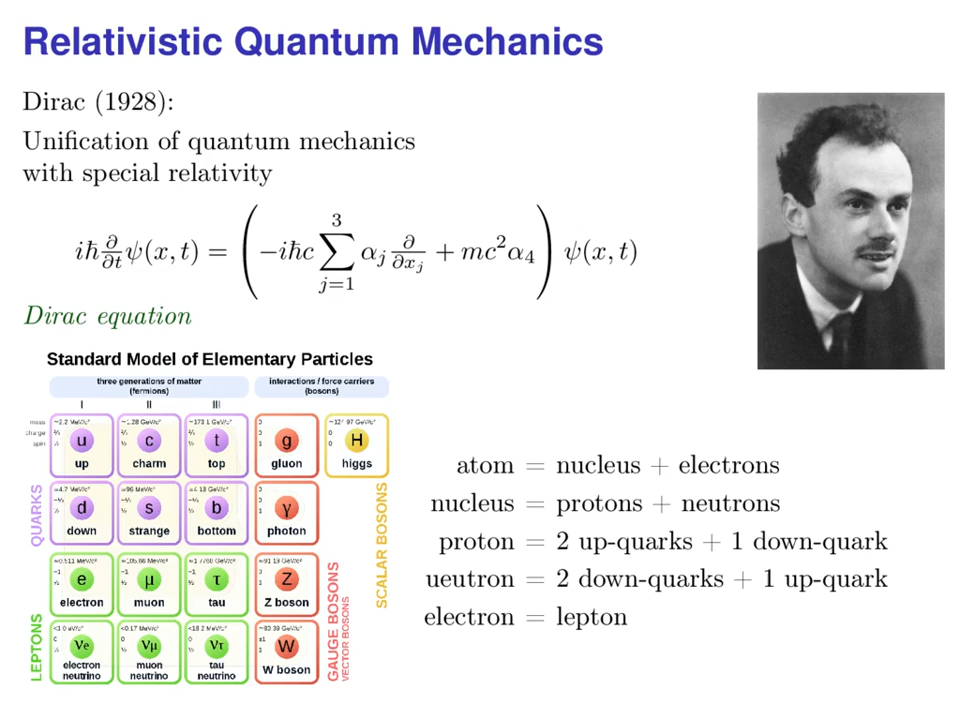 Relativistic Quantum Mechanics
Dirac (1928):
Unification of quantum mechanics
with special relativity
iħ ∂/∂t ψ(x, t) = ( −iħc ∑_{j=1}^{3} α_j ∂/∂x_j + mc²α₄ ) ψ(x, t)
Dirac equation
Standard Model of Elementary Particles
three generations of matter
(fermions)
interactions / force carriers
(bosons)
I II III
mass
charge
spin
u c t g H
up charm top gluon higgs
QUARKS
d s b γ
down strange bottom photon
SCALAR BOSONS
e μ τ Z
electron muon tau Z boson
LEPTONS
νe νμ ντ W
electron neutrino muon neutrino tau neutrino W boson
GAUGE BOSONS
VECTOR BOSONS
atom = nucleus + electrons
nucleus = protons + neutrons
proton = 2 up-quarks + 1 down-quark
ueutron = 2 down-quarks + 1 up-quark
electron = lepton